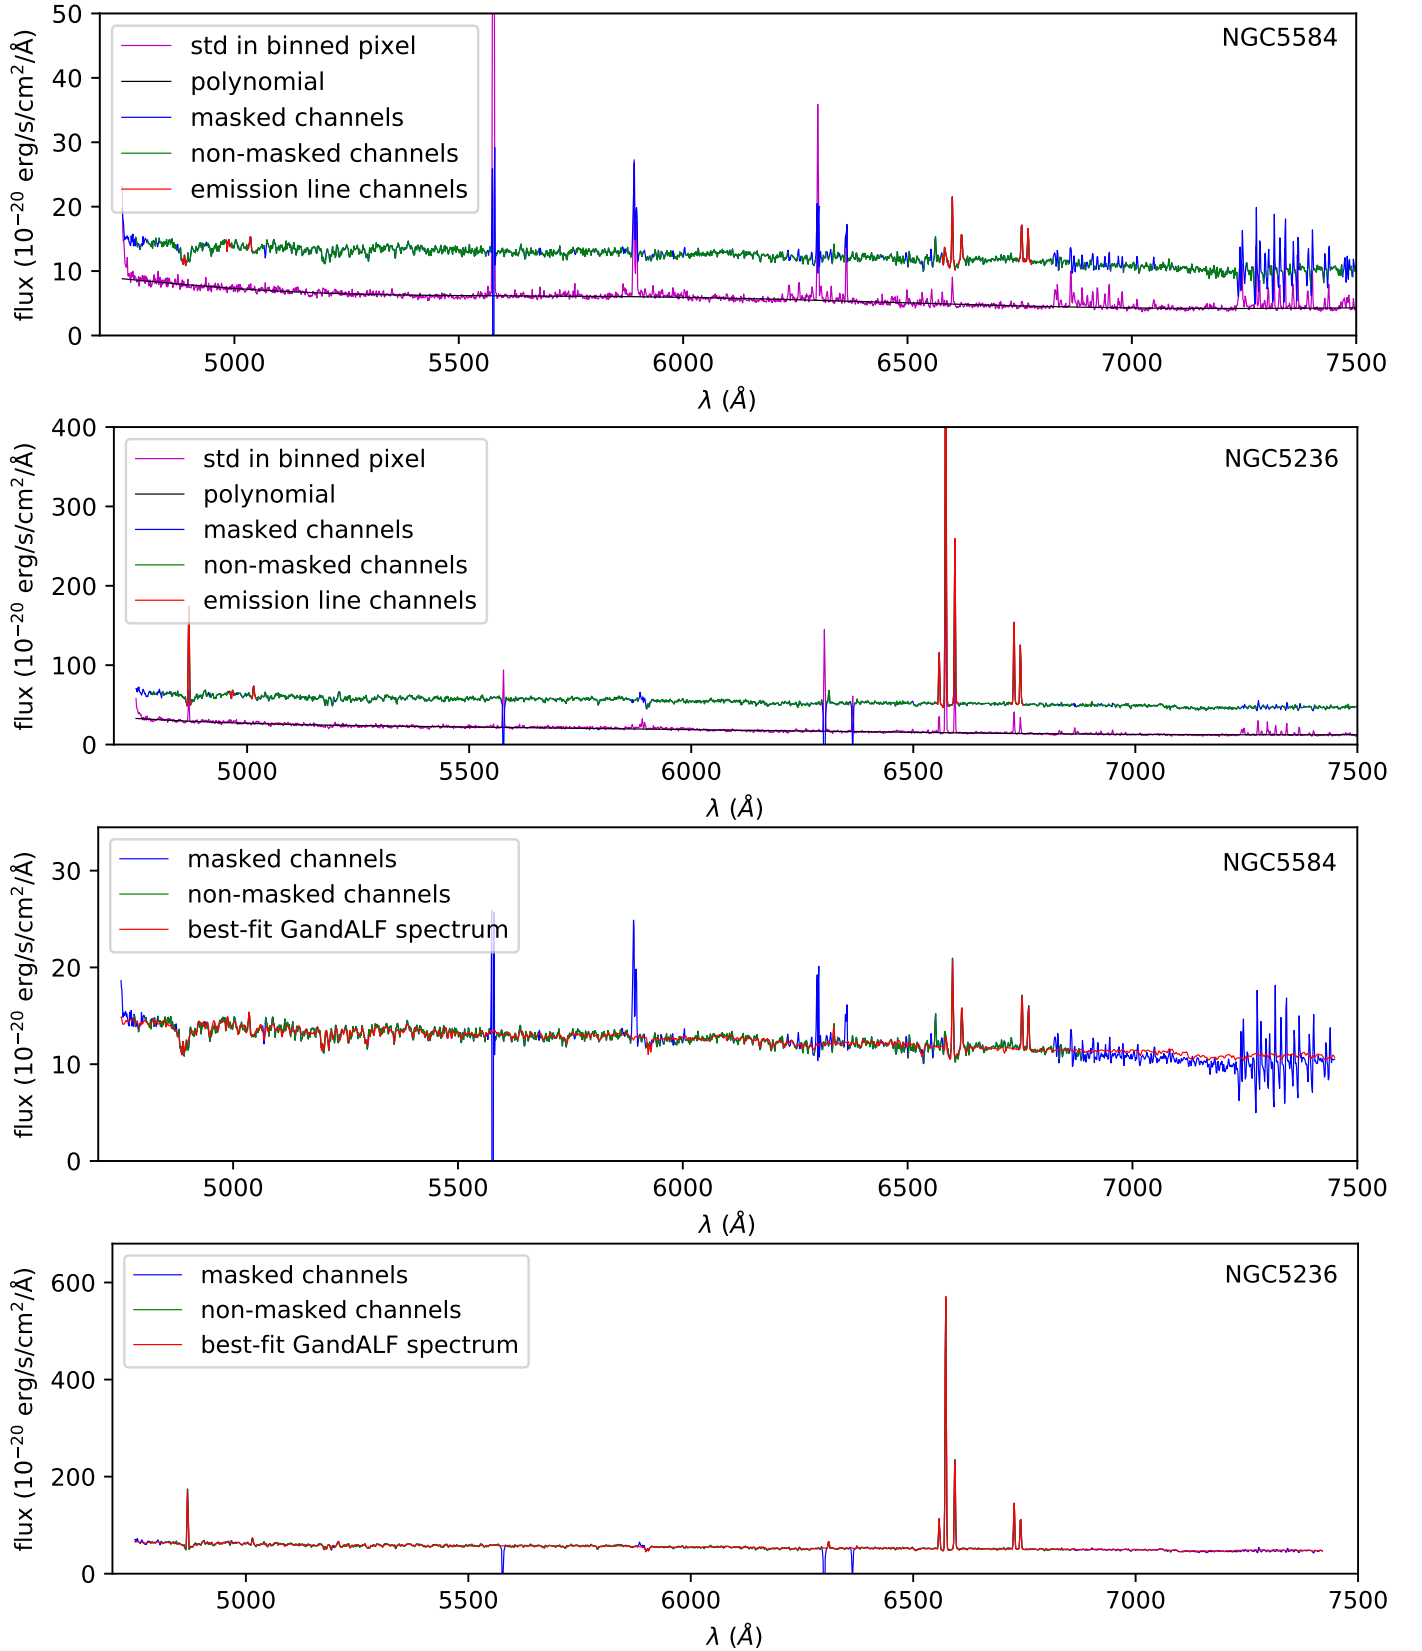 NGC5584
std in binned pixel
polynomial
masked channels
non-masked channels
emission line channels
flux (10⁻²⁰ erg/s/cm²/Å)
50
40
30
20
10
0
5000 5500 6000 6500 7000 7500
λ (Å)
NGC5236
std in binned pixel
polynomial
masked channels
non-masked channels
emission line channels
flux (10⁻²⁰ erg/s/cm²/Å)
400
300
200
100
0
5000 5500 6000 6500 7000 7500
λ (Å)
NGC5584
masked channels
non-masked channels
best-fit GandALF spectrum
flux (10⁻²⁰ erg/s/cm²/Å)
30
20
10
0
5000 5500 6000 6500 7000 7500
λ (Å)
NGC5236
masked channels
non-masked channels
best-fit GandALF spectrum
flux (10⁻²⁰ erg/s/cm²/Å)
600
400
200
0
5000 5500 6000 6500 7000 7500
λ (Å)